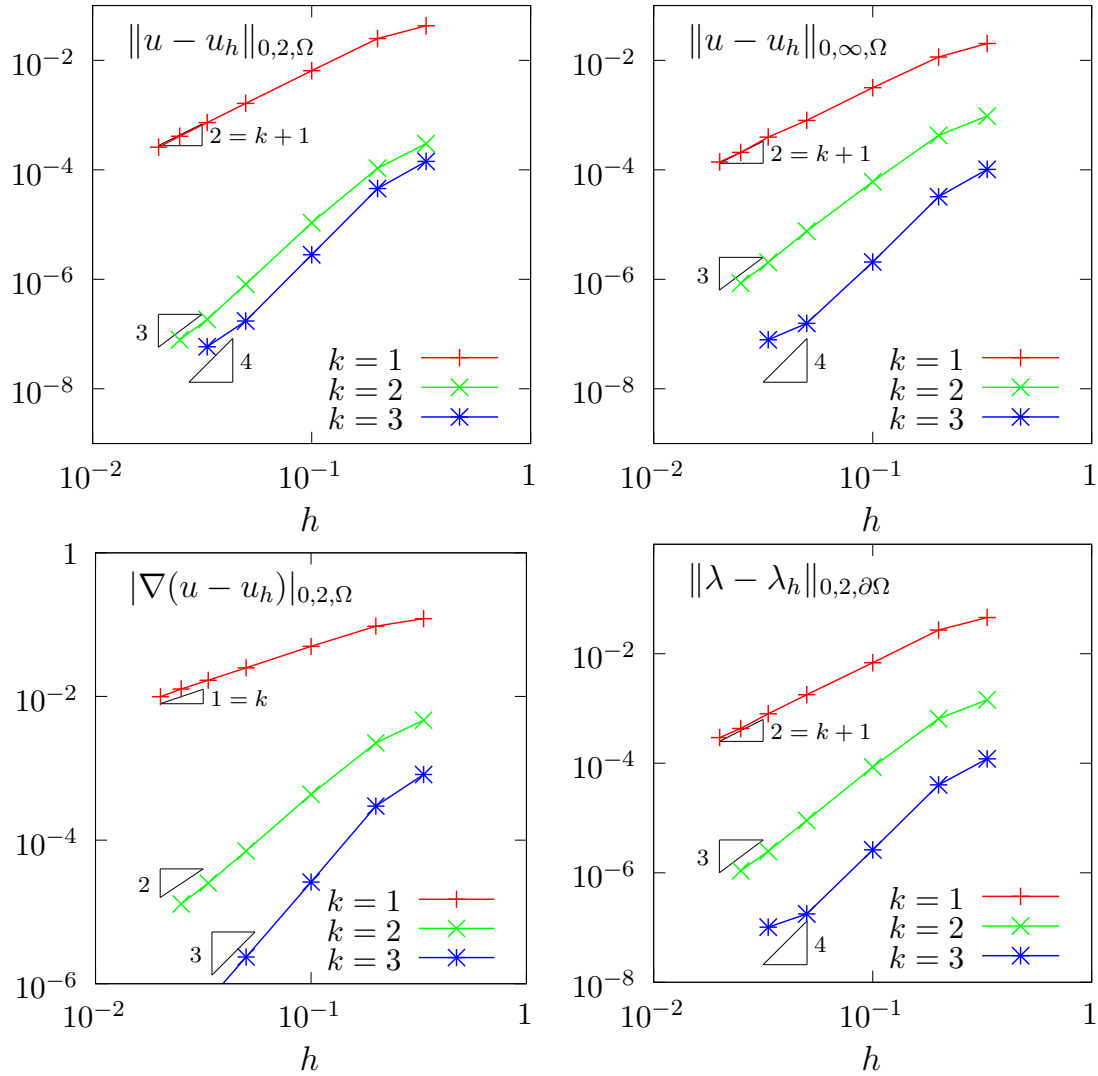 ‖u − u_h‖_{0,2,Ω}
10^{−2}
10^{−4}
10^{−6}
10^{−8}
2 = k + 1
3
4
k = 1
k = 2
k = 3
10^{−2}
10^{−1}
1
h
‖u − u_h‖_{0,∞,Ω}
10^{−2}
10^{−4}
10^{−6}
10^{−8}
2 = k + 1
3
4
k = 1
k = 2
k = 3
10^{−2}
10^{−1}
1
h
1
|∇(u − u_h)|_{0,2,Ω}
10^{−2}
10^{−4}
10^{−6}
1 = k
2
3
k = 1
k = 2
k = 3
10^{−2}
10^{−1}
1
h
‖λ − λ_h‖_{0,2,∂Ω}
10^{−2}
10^{−4}
10^{−6}
10^{−8}
2 = k + 1
3
4
k = 1
k = 2
k = 3
10^{−2}
10^{−1}
1
h